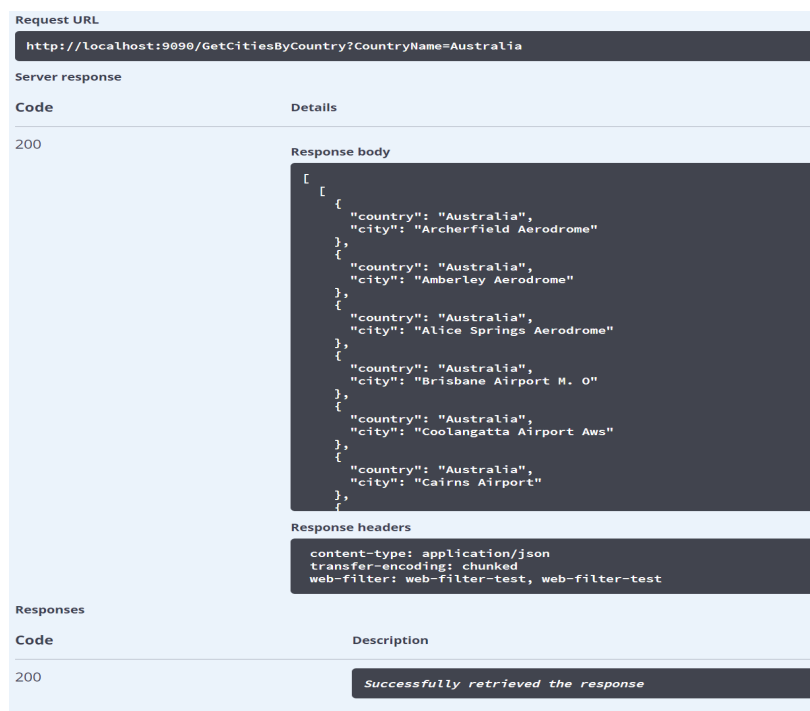 Request URL
http://localhost:9090/GetCitiesByCountry?CountryName=Australia
Server response
Code Details
200
Response body
[
[
{
"country": "Australia",
"city": "Archerfield Aerodrome"
},
{
"country": "Australia",
"city": "Amberley Aerodrome"
},
{
"country": "Australia",
"city": "Alice Springs Aerodrome"
},
{
"country": "Australia",
"city": "Brisbane Airport M. O"
},
{
"country": "Australia",
"city": "Coolangatta Airport Aws"
},
{
"country": "Australia",
"city": "Cairns Airport"
},
{
Response headers
content-type: application/json
transfer-encoding: chunked
web-filter: web-filter-test, web-filter-test
Responses
Code Description
200 Successfully retrieved the response